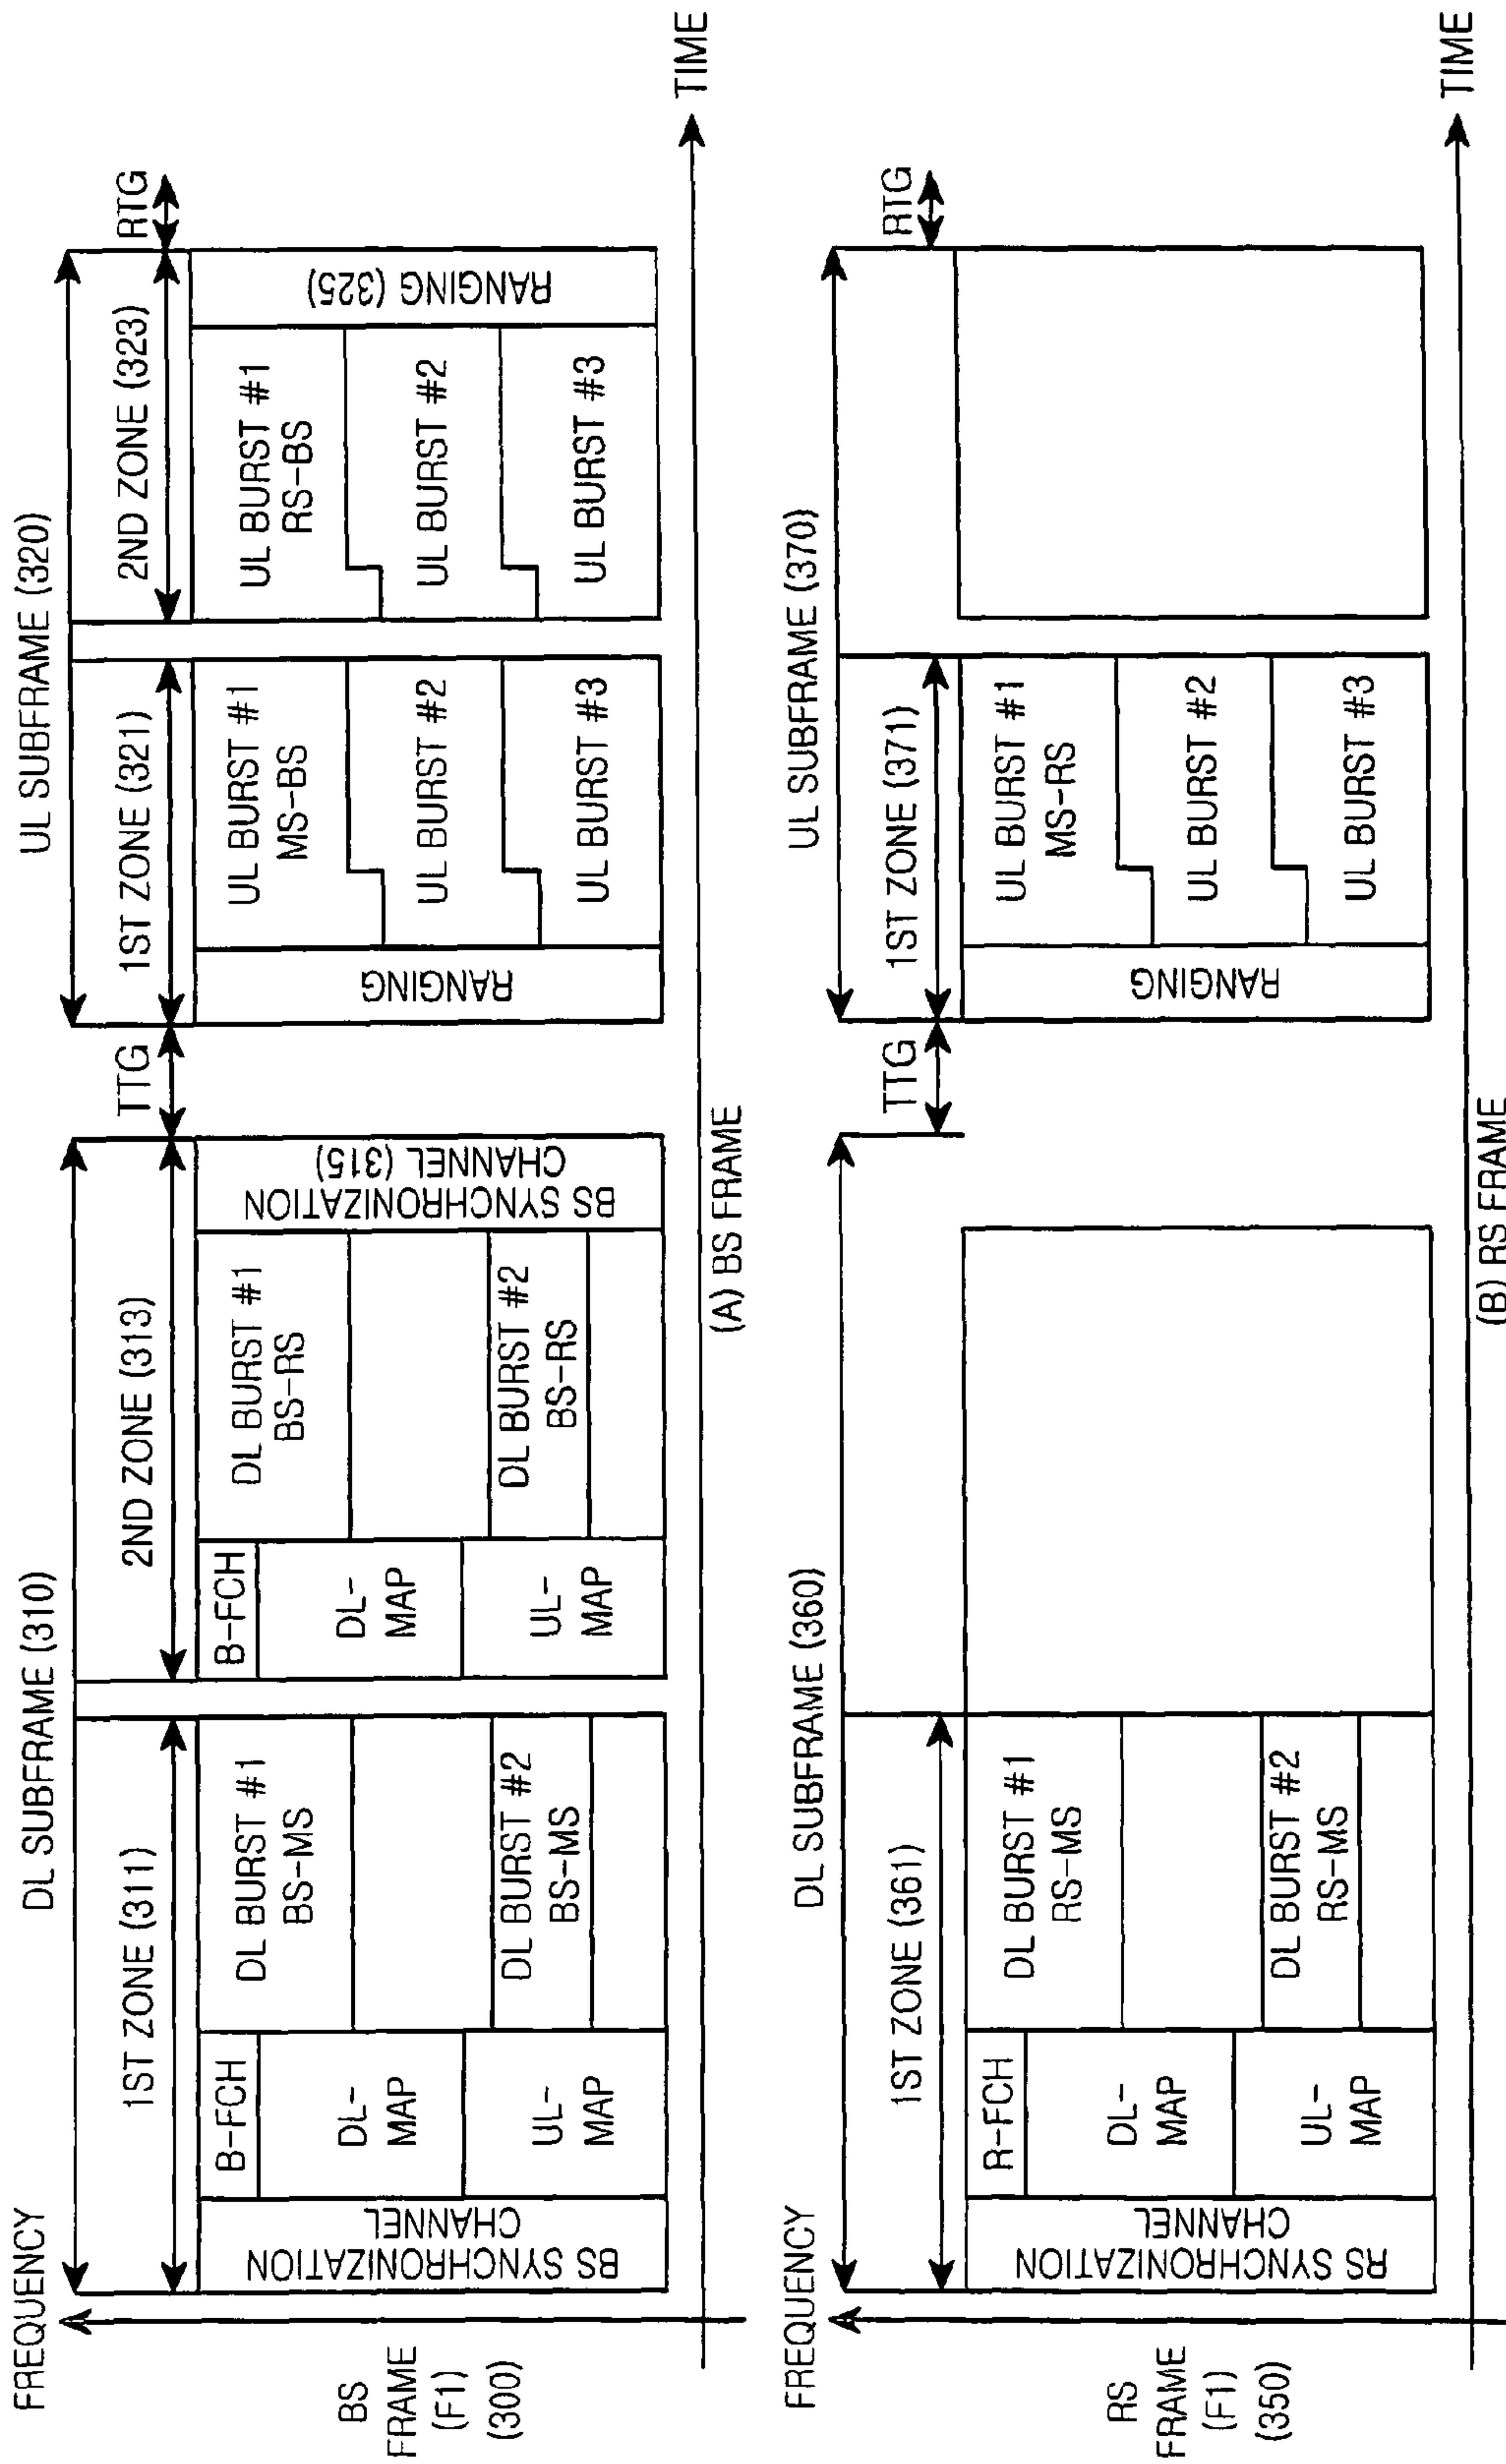 FREQUENCY
DL SUBFRAME (310)
UL SUBFRAME (320)
1ST ZONE (311)
2ND ZONE (313)
TTG
1ST ZONE (321)
2ND ZONE (323)
RTG
BS
FRAME
(F1)
(300)
BS SYNCHRONIZATION
CHANNEL
B-FCH
DL-
MAP
UL-
MAP
DL BURST #1
BS-MS
DL BURST #2
BS-MS
B-FCH
DL-
MAP
UL-
MAP
DL BURST #1
BS-RS
DL BURST #2
BS-RS
BS SYNCHRONIZATION
CHANNEL (315)
RANGING
UL BURST #1
MS-BS
UL BURST #2
UL BURST #3
UL BURST #1
RS-BS
UL BURST #2
UL BURST #3
RANGING (325)
TIME
(A) BS FRAME
FREQUENCY
DL SUBFRAME (360)
UL SUBFRAME (370)
1ST ZONE (361)
TTG
1ST ZONE (371)
RTG
RS
FRAME
(F1)
(350)
RS SYNCHRONIZATION
CHANNEL
R-FCH
DL-
MAP
UL-
MAP
DL BURST #1
RS-MS
DL BURST #2
RS-MS
RANGING
UL BURST #1
MS-RS
UL BURST #2
UL BURST #3
TIME
(B) RS FRAME